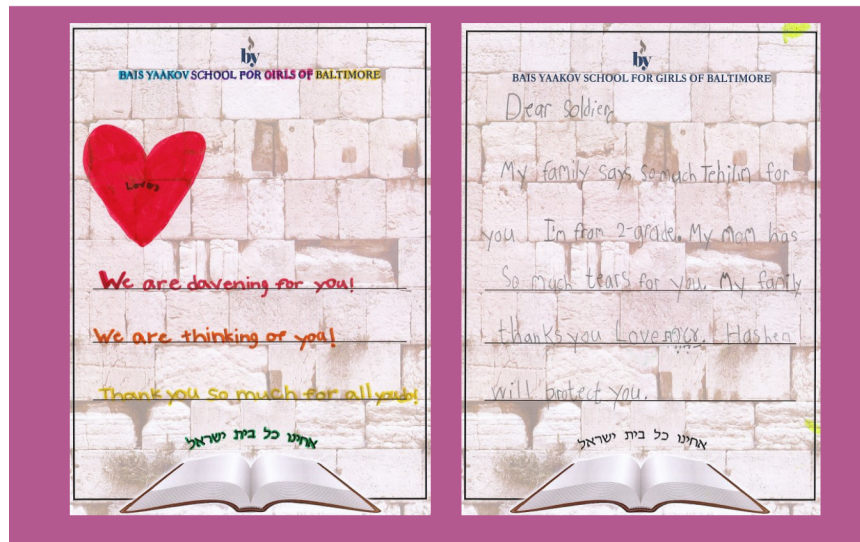 by
BAIS YAAKOV SCHOOL FOR GIRLS OF BALTIMORE
Loves
We are davening for you!
We are thinking of you!
Thank you so much for all you do!
אחינו כל בית ישראל
by
BAIS YAAKOV SCHOOL FOR GIRLS OF BALTIMORE
Dear Soldier,
My family says so much Tehilin for
you I'm from 2-grade. My mom has
so much tears for you. My family
thanks you Love Hashem
will protect you.
אחינו כל בית ישראל